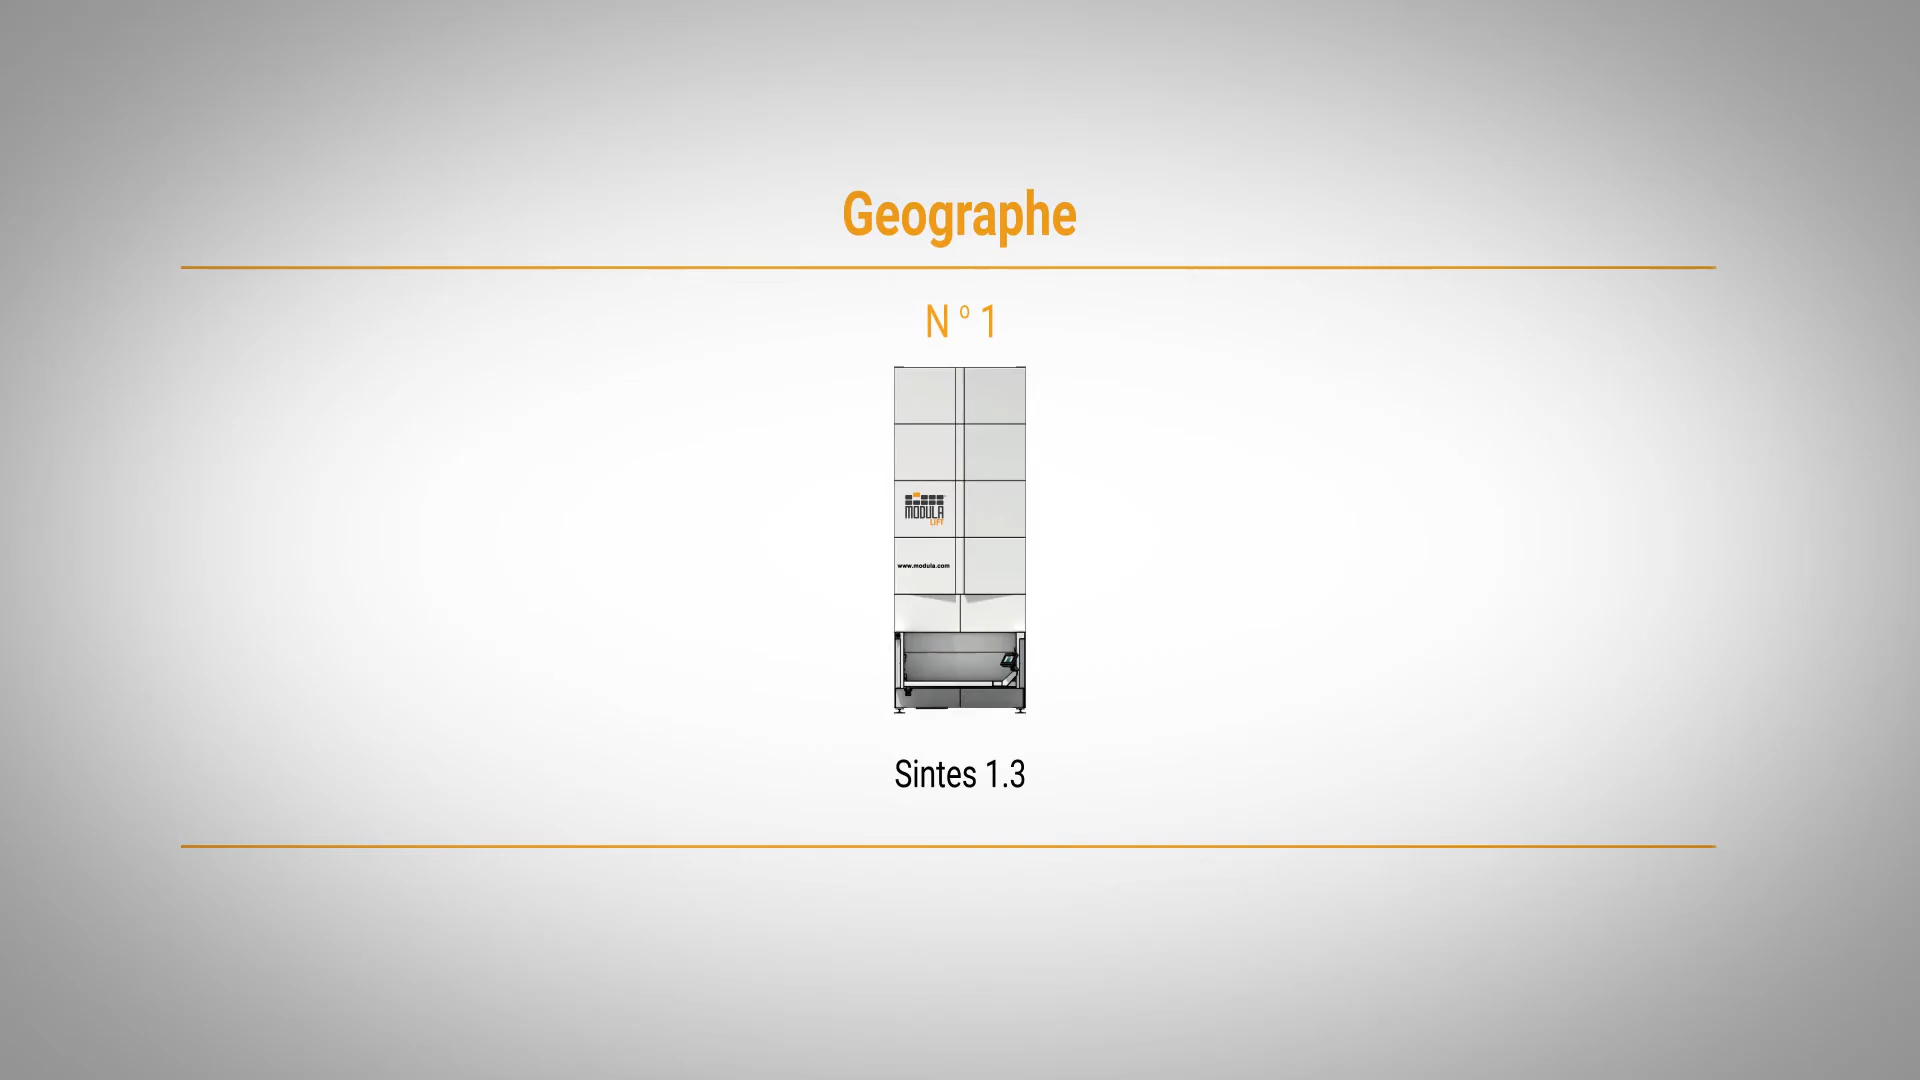 Geographe
N º 1
MODULA
LIFT
www.modula.com
Sintes 1.3